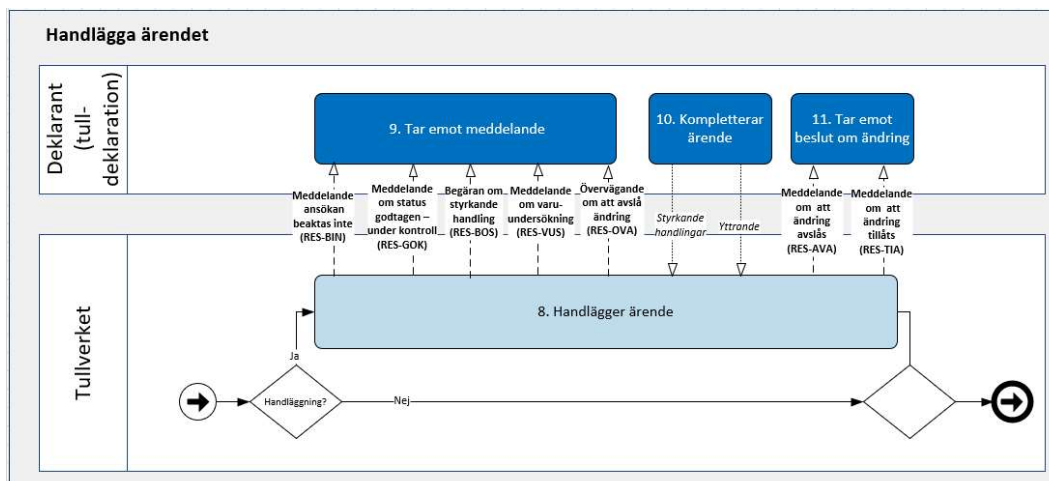 Handlägga ärendet
Deklarant
(tull-
deklaration)
9. Tar emot meddelande
10. Kompletterar
ärende
11. Tar emot
beslut om ändring
Meddelande
ansökan
beaktas inte
(RES-BIN)
Meddelande
om status
godtagen –
under kontroll
(RES-GOK)
Begäran om
styrkande
handling
(RES-BOS)
Meddelande
om varu-
undersökning
(RES-VUS)
Övervägande
om att avslå
ändring
(RES-OVA)
Styrkande
handlingar
Yttrande
Meddelande
om att
ändring
avslås
(RES-AVA)
Meddelande
om att
ändring
tillåts
(RES-TIA)
Tullverket
8. Handlägger ärende
Ja
Handläggning?
Nej